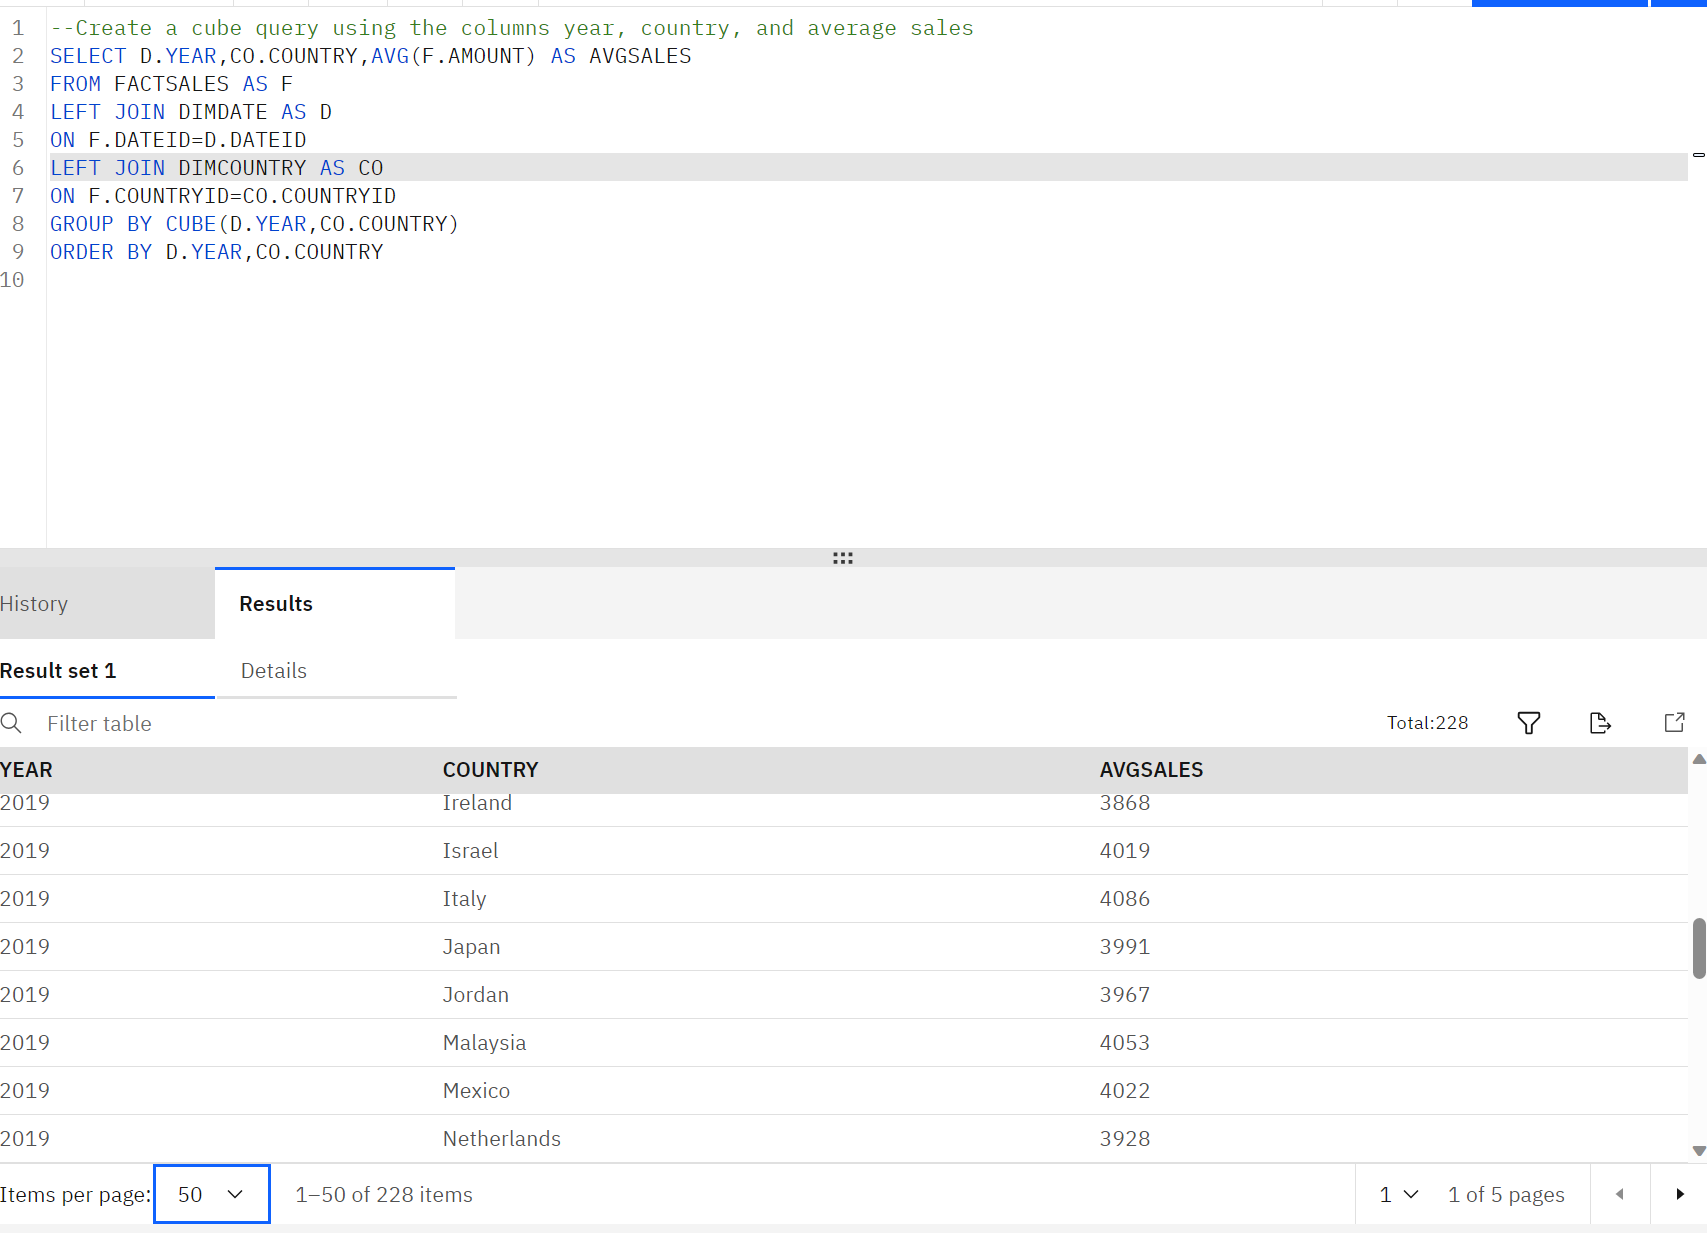 1 --Create a cube query using the columns year, country, and average sales
2 SELECT D.YEAR,CO.COUNTRY,AVG(F.AMOUNT) AS AVGSALES
3 FROM FACTSALES AS F
4 LEFT JOIN DIMDATE AS D
5 ON F.DATEID=D.DATEID
6 LEFT JOIN DIMCOUNTRY AS CO
7 ON F.COUNTRYID=CO.COUNTRYID
8 GROUP BY CUBE(D.YEAR,CO.COUNTRY)
9 ORDER BY D.YEAR,CO.COUNTRY
10
History Results
Result set 1 Details
Filter table Total:228
YEAR COUNTRY AVGSALES
2019 Ireland 3868
2019 Israel 4019
2019 Italy 4086
2019 Japan 3991
2019 Jordan 3967
2019 Malaysia 4053
2019 Mexico 4022
2019 Netherlands 3928
Items per page: 50 1–50 of 228 items 1 1 of 5 pages